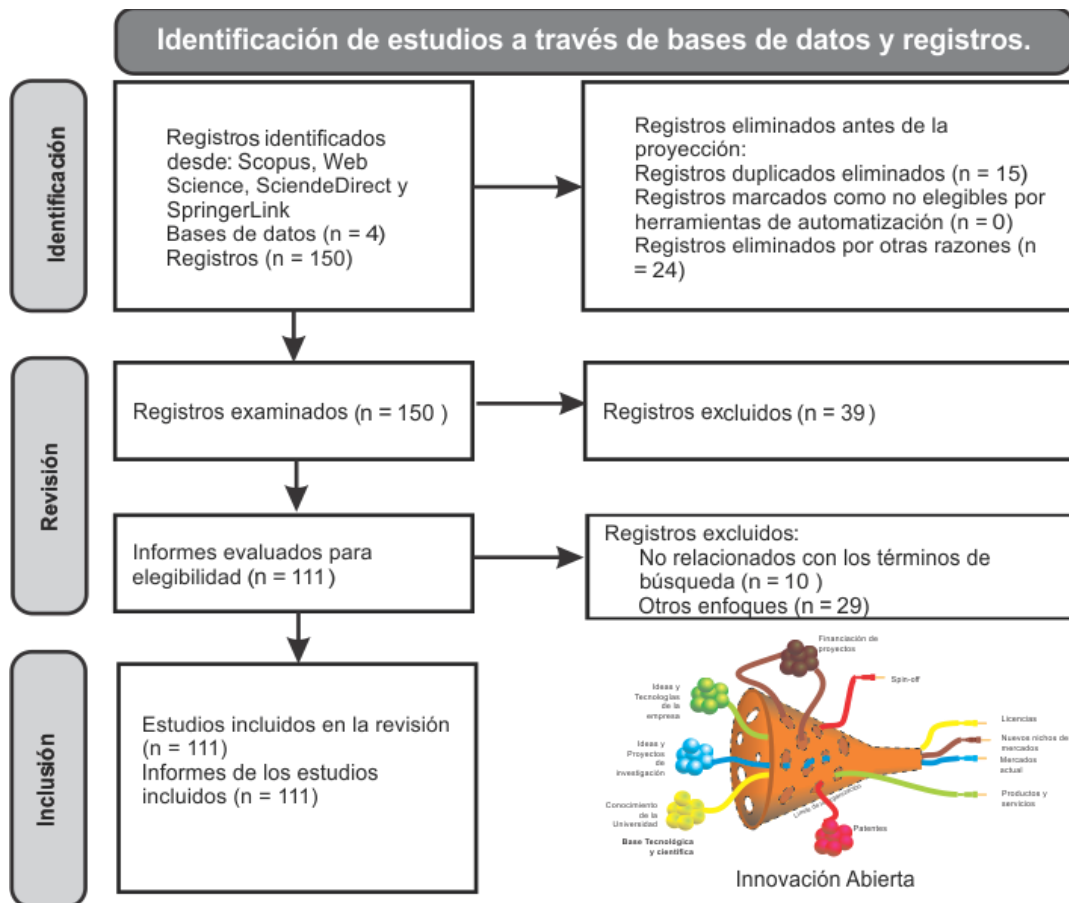 Identificación de estudios a través de bases de datos y registros.
Identificación
Registros identificados
desde: Scopus, Web
Science, SciendeDirect y
SpringerLink
Bases de datos (n = 4)
Registros (n = 150)
Registros eliminados antes de la
proyección:
Registros duplicados eliminados (n = 15)
Registros marcados como no elegibles por
herramientas de automatización (n = 0)
Registros eliminados por otras razones (n
= 24)
Revisión
Registros examinados (n = 150 )
Registros excluidos (n = 39)
Informes evaluados para
elegibilidad (n = 111)
Registros excluidos:
No relacionados con los términos de
búsqueda (n = 10 )
Otros enfoques (n = 29)
Inclusión
Estudios incluidos en la revisión
(n = 111)
Informes de los estudios
incluidos (n = 111)
Financiación de
proyectos
Spin-off
Ideas y
Tecnologías
de la
empresa
Licencias
Nuevos nichos de
mercados
Mercados
actual
Ideas y
Proyectos
de
investigación
Productos y
servicios
Conocimiento
de la
Universidad
Base Tecnológica
y científica
Patentes
Innovación Abierta